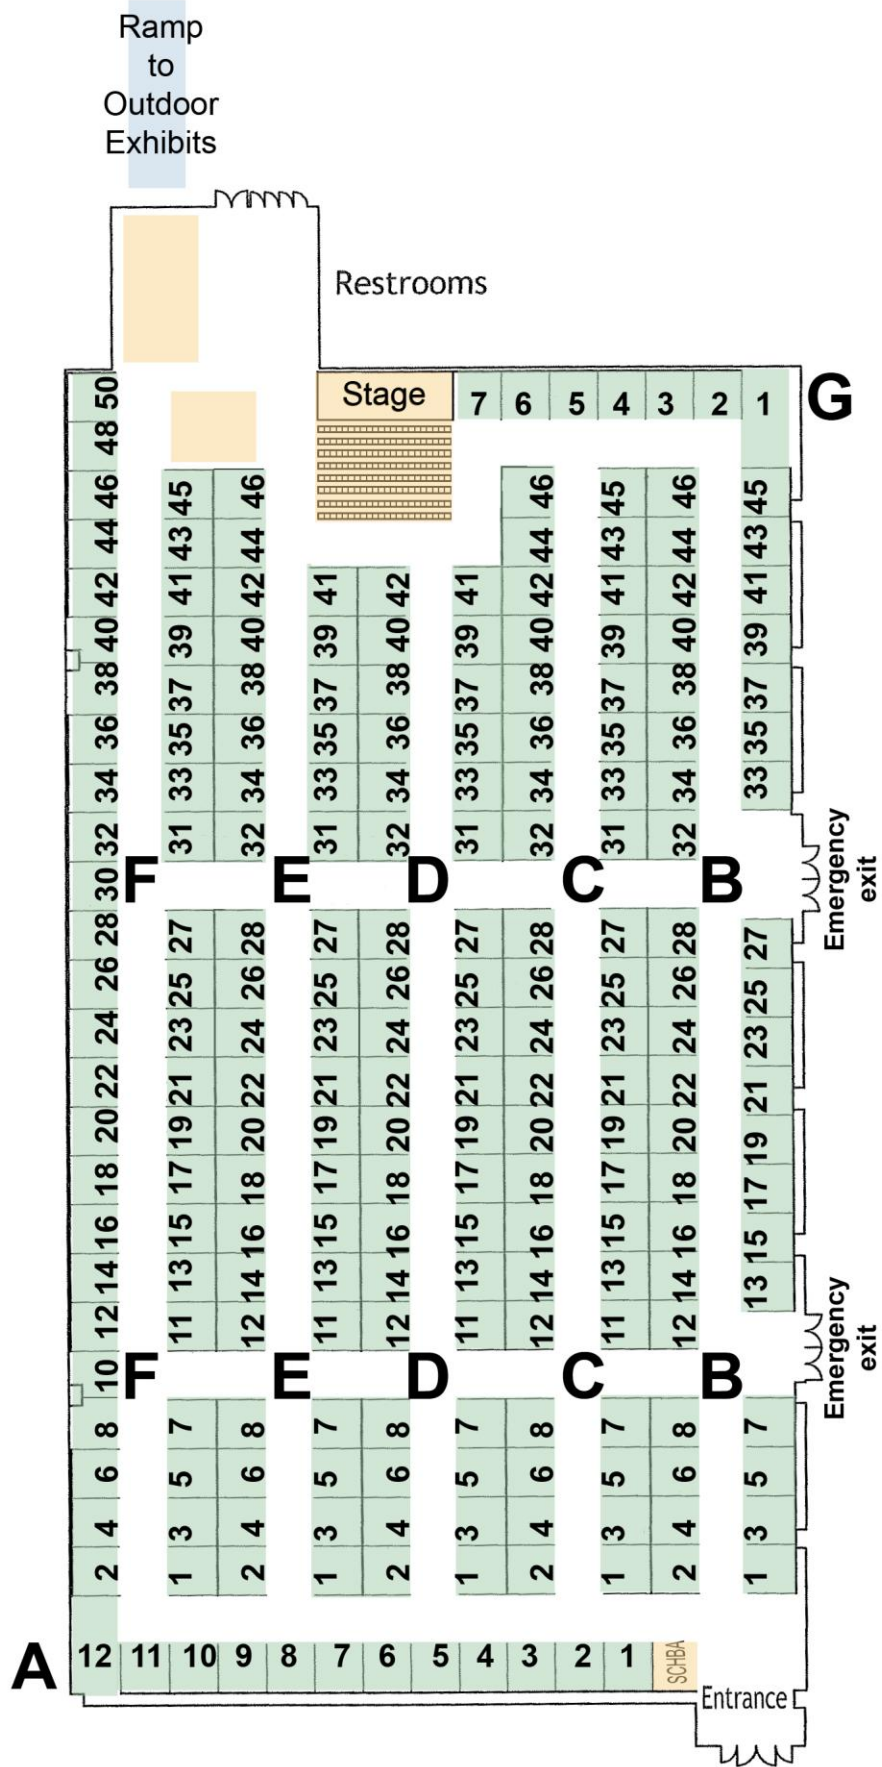 Ramp
to
Outdoor
Exhibits
Restrooms
50 Stage 7 6 5 4 3 2 1 G
48
46 45 46 46 45 46 45
44 43 44 44 43 44 43
42 41 42 41 42 41 42 41 42 41
40 39 40 39 40 39 40 39 40 39
38 37 38 37 38 37 38 37 38 37
36 35 36 35 36 35 36 35 36 35
34 33 34 33 34 33 34 33 34 33
32 31 32 31 32 31 32 31 32
30 F E D C B
Emergency
exit
28 27 28 27 28 27 28 27 28 27
26 25 26 25 26 25 26 25 26 25
24 23 24 23 24 23 24 23 24 23
22 21 22 21 22 21 22 21 22 21
20 19 20 19 20 19 20 19 20 19
18 17 18 17 18 17 18 17 18 17
16 15 16 15 16 15 16 15 16 15
14 13 14 13 14 13 14 13 14 13
12 11 12 11 12 11 12 11 12
10 F E D C B
Emergency
exit
8 7 8 7 8 7 8 7 8 7
6 5 6 5 6 5 6 5 6 5
4 3 4 3 4 3 4 3 4 3
2 1 2 1 2 1 2 1 2 1
A 12 11 10 9 8 7 6 5 4 3 2 1 SCHBA
Entrance